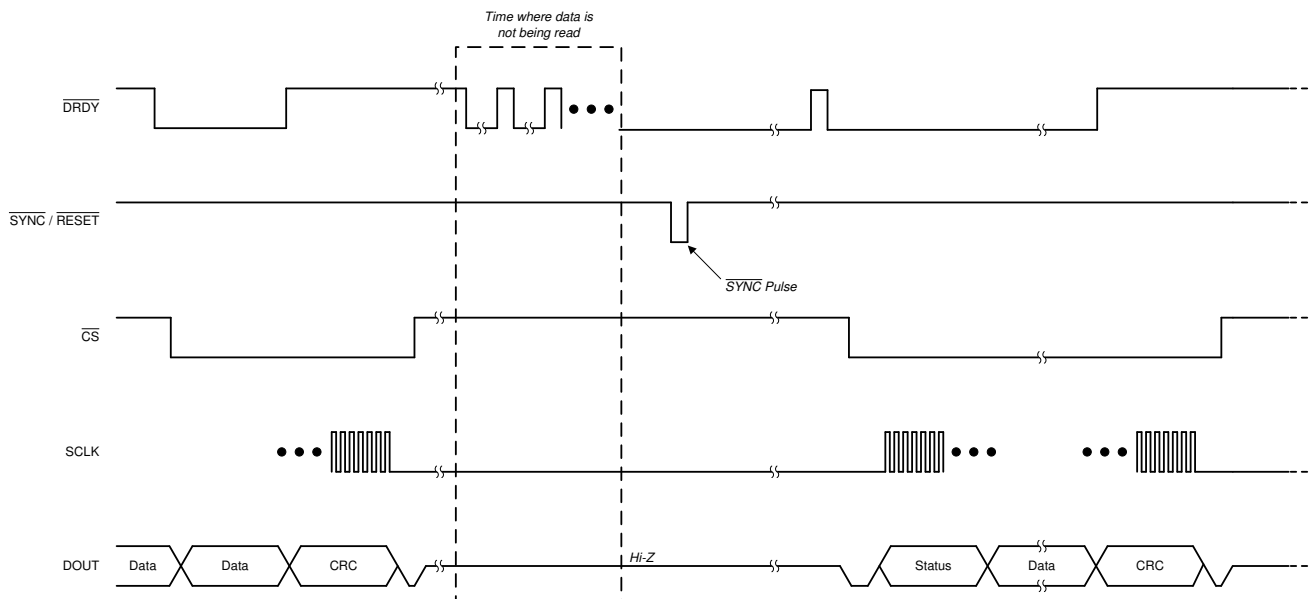 Time where data is
not being read
DRDY
SYNC / RESET
SYNC Pulse
CS
SCLK
DOUT
Data
Data
CRC
Hi-Z
Status
Data
CRC